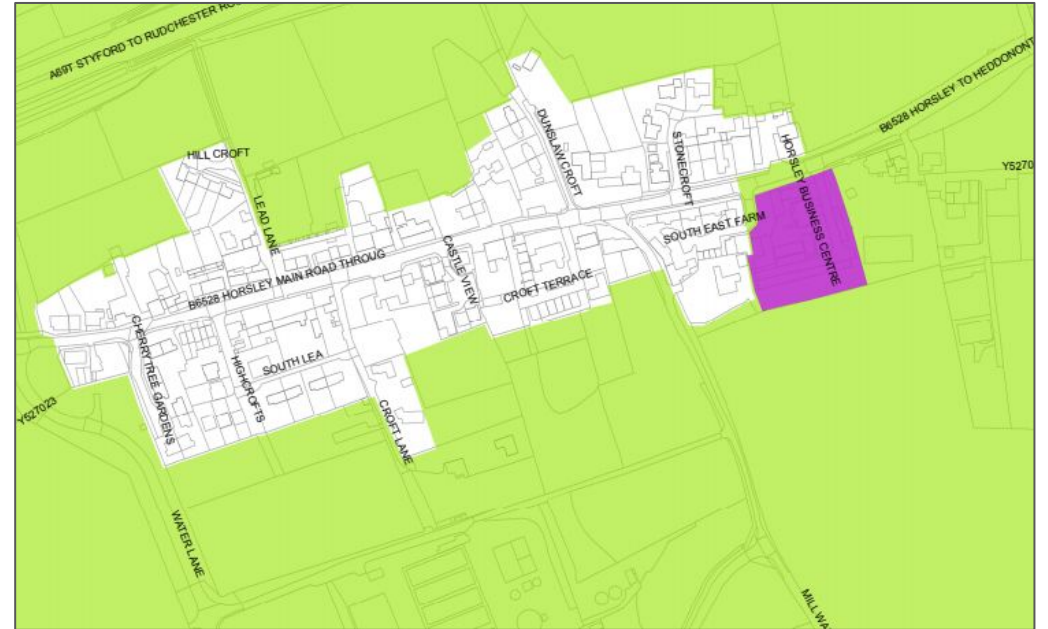 A69T STYFORD TO RUDCHESTER RO
B6528 HORSLEY TO HEDDONONT
HILL CROFT
DUNSLAW CROFT
STONECROFT
HORSLEY BUSINESS CENTRE
Y5270
LEAD LANE
SOUTH EAST FARM
CASTLE VIEW
B6528 HORSLEY MAIN ROAD THROUG
CROFT TERRACE
CHERRY TREE GARDENS
HIGHCROFTS
SOUTH LEA
Y527023
CROFT LANE
WATER LANE
MILL WA